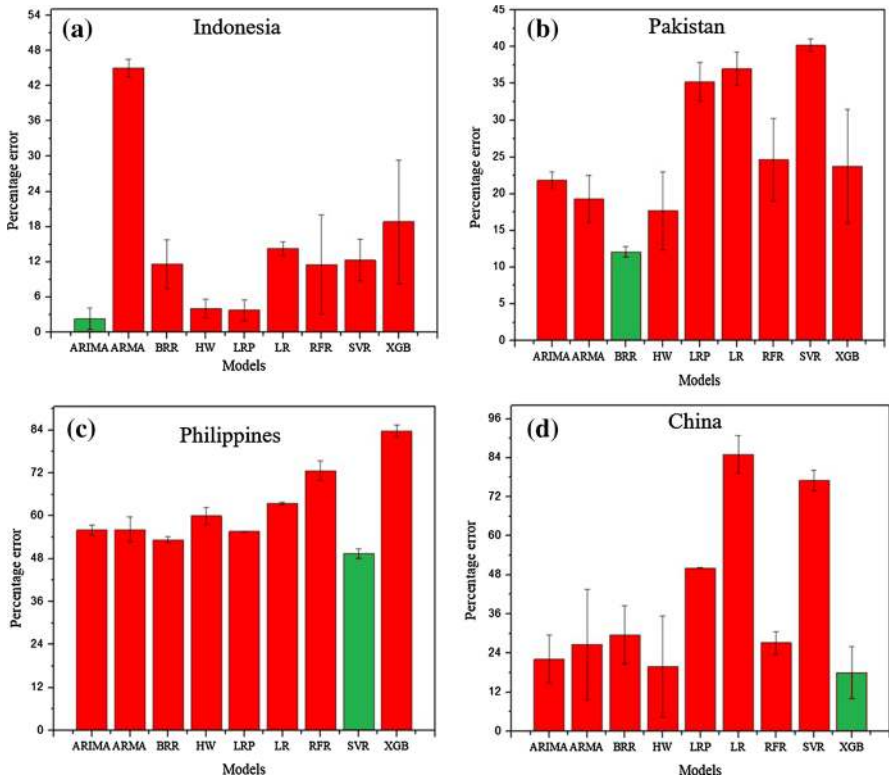 (a) Indonesia
54
48
42
36
30
24
18
12
6
0
Percentage error
ARIMA ARMA BRR HW LRP LR RFR SVR XGB
Models
(b) Pakistan
45
40
35
30
25
20
15
10
5
0
Percentage error
ARIMA ARMA BRR HW LRP LR RFR SVR XGB
Models
(c) Philippines
84
72
60
48
36
24
12
0
Percentage error
ARIMA ARMA BRR HW LRP LR RFR SVR XGB
Models
(d) China
96
84
72
60
48
36
24
12
0
Percentage error
ARIMA ARMA BRR HW LRP LR RFR SVR XGB
Models